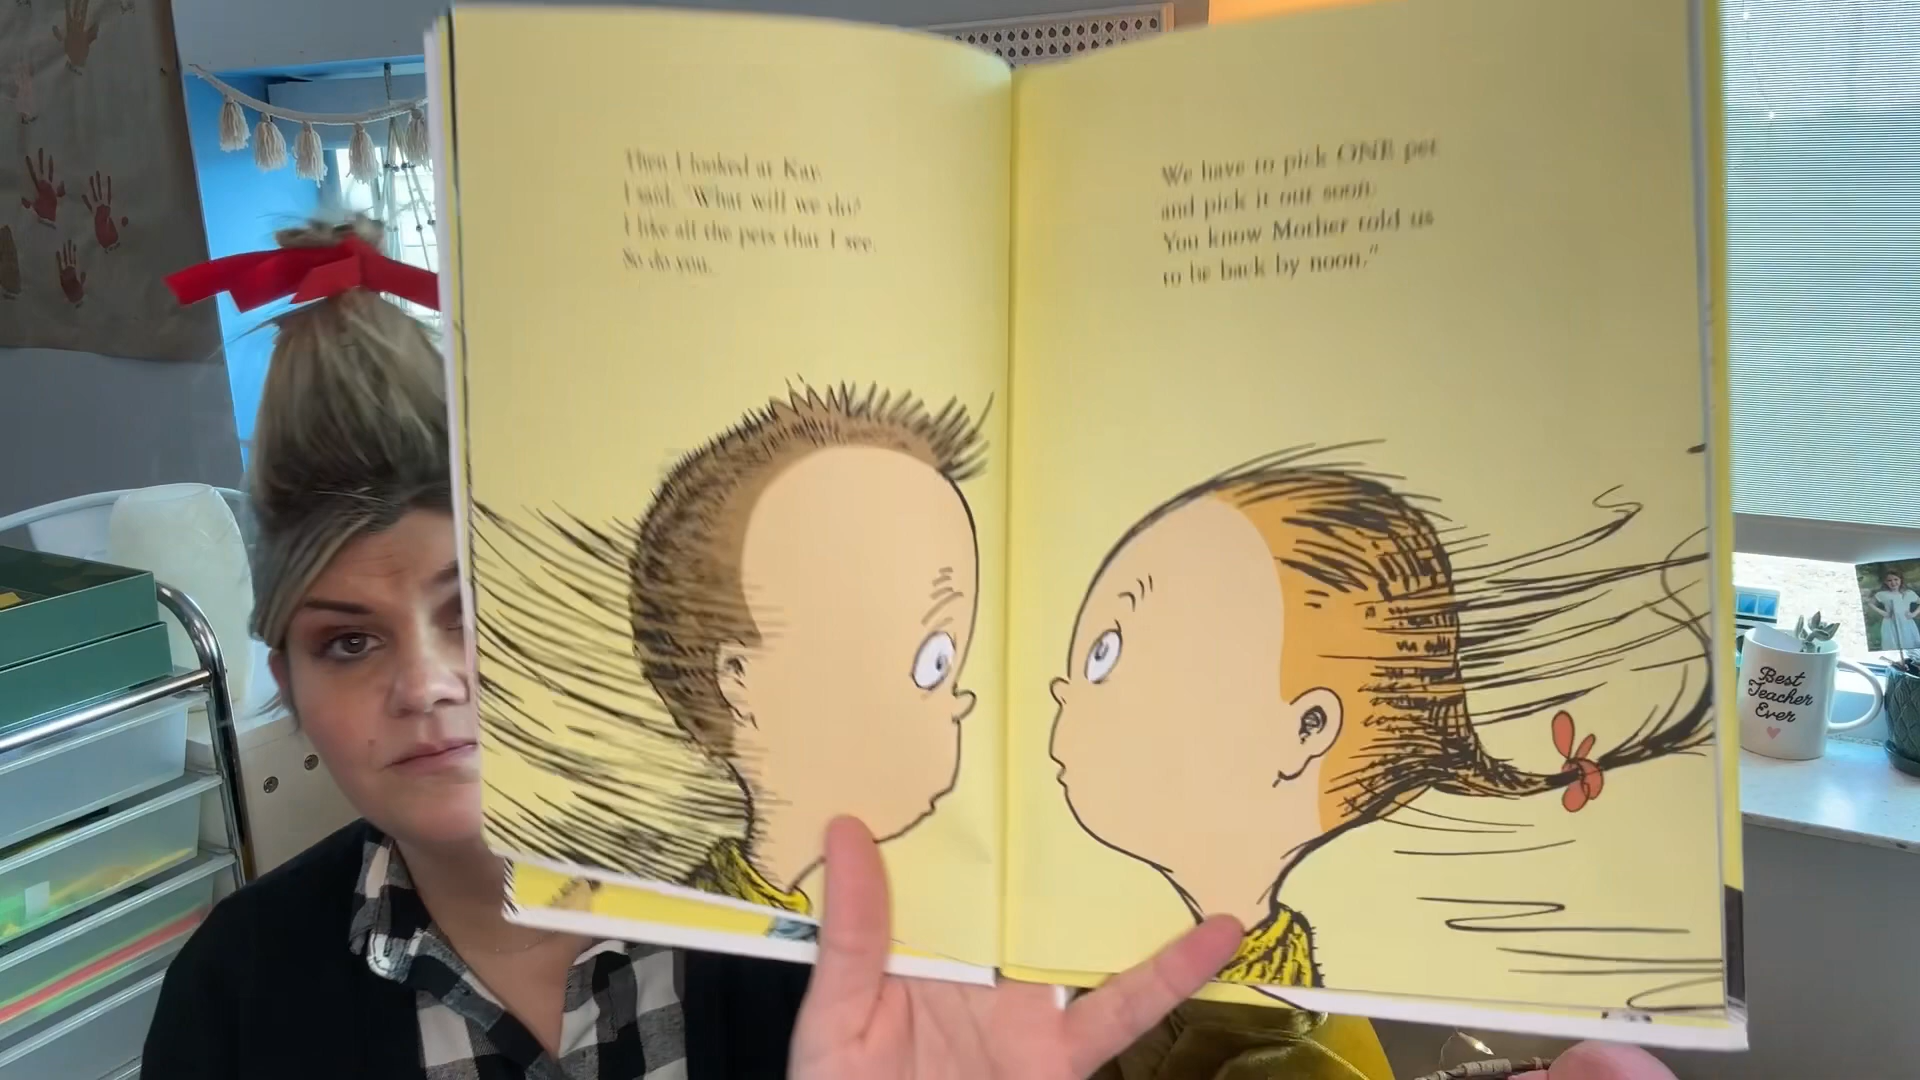 Then I looked at Kay.
I said, "What will we do?
I like all the pets that I see.
So do you.
We have to pick ONE pet
and pick it out soon.
You know Mother told us
to be back by noon."
Best
Teacher
Ever